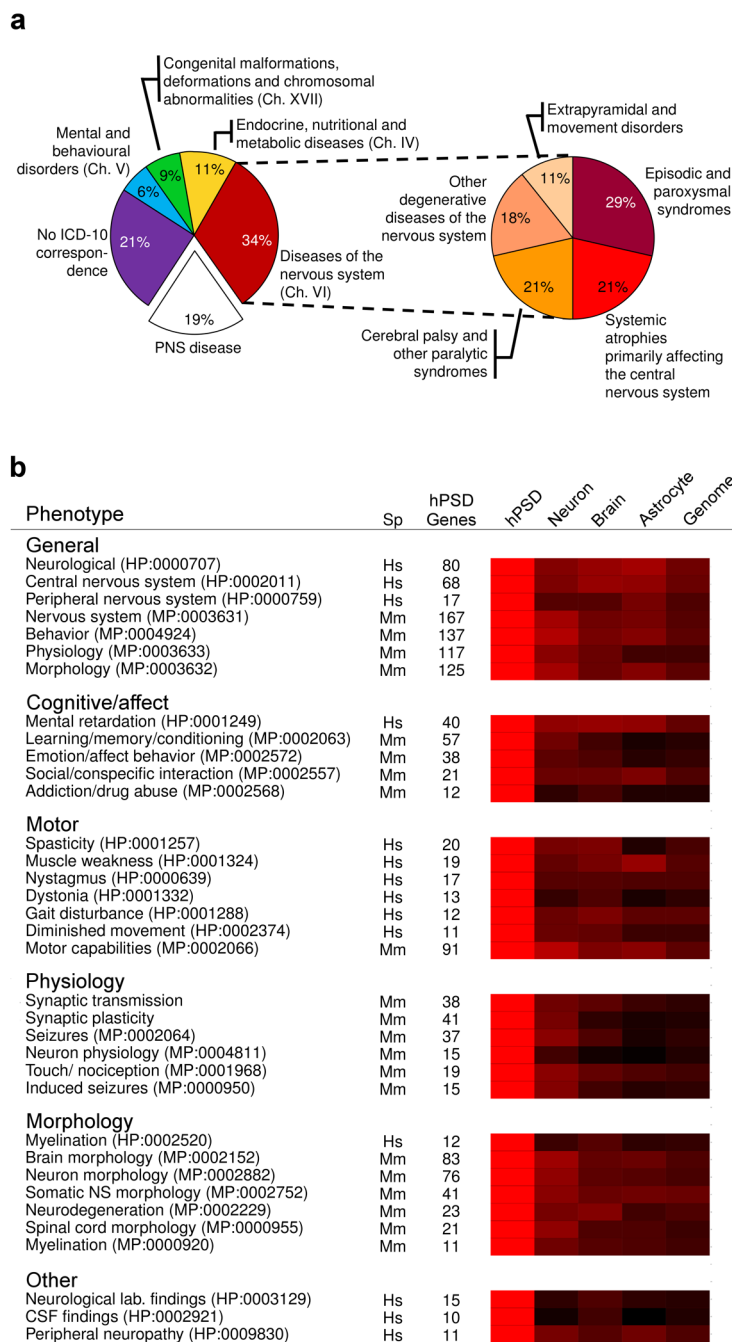 a
Congenital malformations,
deformations and chromosomal
abnormalities (Ch. XVII)
Endocrine, nutritional and
metabolic diseases (Ch. IV)
Mental and
behavioural
disorders (Ch. V)
No ICD-10
correspon-
dence
9%
11%
6%
21%
34%
19%
PNS disease
Diseases of the
nervous system
(Ch. VI)
Extrapyramidal and
movement disorders
Other
degenerative
diseases of the
nervous system
Episodic and
paroxysmal
syndromes
11%
29%
18%
21%
21%
Cerebral palsy and
other paralytic
syndromes
Systemic
atrophies
primarily affecting
the central
nervous system
b
Phenotype Sp hPSD Genes hPSD Neuron Brain Astrocyte Genome
General
Neurological (HP:0000707) Hs 80
Central nervous system (HP:0002011) Hs 68
Peripheral nervous system (HP:0000759) Hs 17
Nervous system (MP:0003631) Mm 167
Behavior (MP:0004924) Mm 137
Physiology (MP:0003633) Mm 117
Morphology (MP:0003632) Mm 125
Cognitive/affect
Mental retardation (HP:0001249) Hs 40
Learning/memory/conditioning (MP:0002063) Mm 57
Emotion/affect behavior (MP:0002572) Mm 38
Social/conspecific interaction (MP:0002557) Mm 21
Addiction/drug abuse (MP:0002568) Mm 12
Motor
Spasticity (HP:0001257) Hs 20
Muscle weakness (HP:0001324) Hs 19
Nystagmus (HP:0000639) Hs 17
Dystonia (HP:0001332) Hs 13
Gait disturbance (HP:0001288) Hs 12
Diminished movement (HP:0002374) Hs 11
Motor capabilities (MP:0002066) Mm 91
Physiology
Synaptic transmission Mm 38
Synaptic plasticity Mm 41
Seizures (MP:0002064) Mm 37
Neuron physiology (MP:0004811) Mm 15
Touch/ nociception (MP:0001968) Mm 19
Induced seizures (MP:0000950) Mm 15
Morphology
Myelination (HP:0002520) Hs 12
Brain morphology (MP:0002152) Mm 83
Neuron morphology (MP:0002882) Mm 76
Somatic NS morphology (MP:0002752) Mm 41
Neurodegeneration (MP:0002229) Mm 23
Spinal cord morphology (MP:0000955) Mm 21
Myelination (MP:0000920) Mm 11
Other
Neurological lab. findings (HP:0003129) Hs 15
CSF findings (HP:0002921) Hs 10
Peripheral neuropathy (HP:0009830) Hs 11